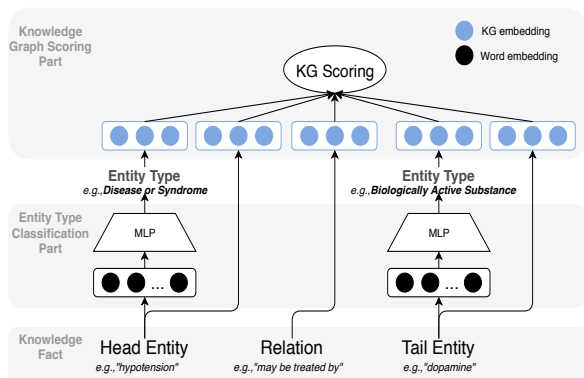 Knowledge
Graph Scoring
Part
KG embedding
Word embedding
KG Scoring
Entity Type
e.g.,Disease or Syndrome
Entity Type
e.g.,Biologically Active Substance
Entity Type
Classification
Part
MLP
MLP
...
...
Knowledge
Fact
Head Entity
e.g.,"hypotension"
Relation
e.g.,"may be treated by"
Tail Entity
e.g.,"dopamine"